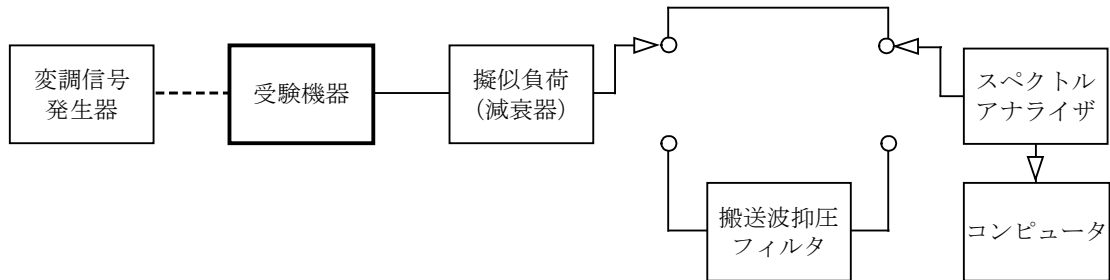 変調信号
発生器
受験機器
擬似負荷
(減衰器)
スペクトル
アナライザ
搬送波抑圧
フィルタ
コンピュータ